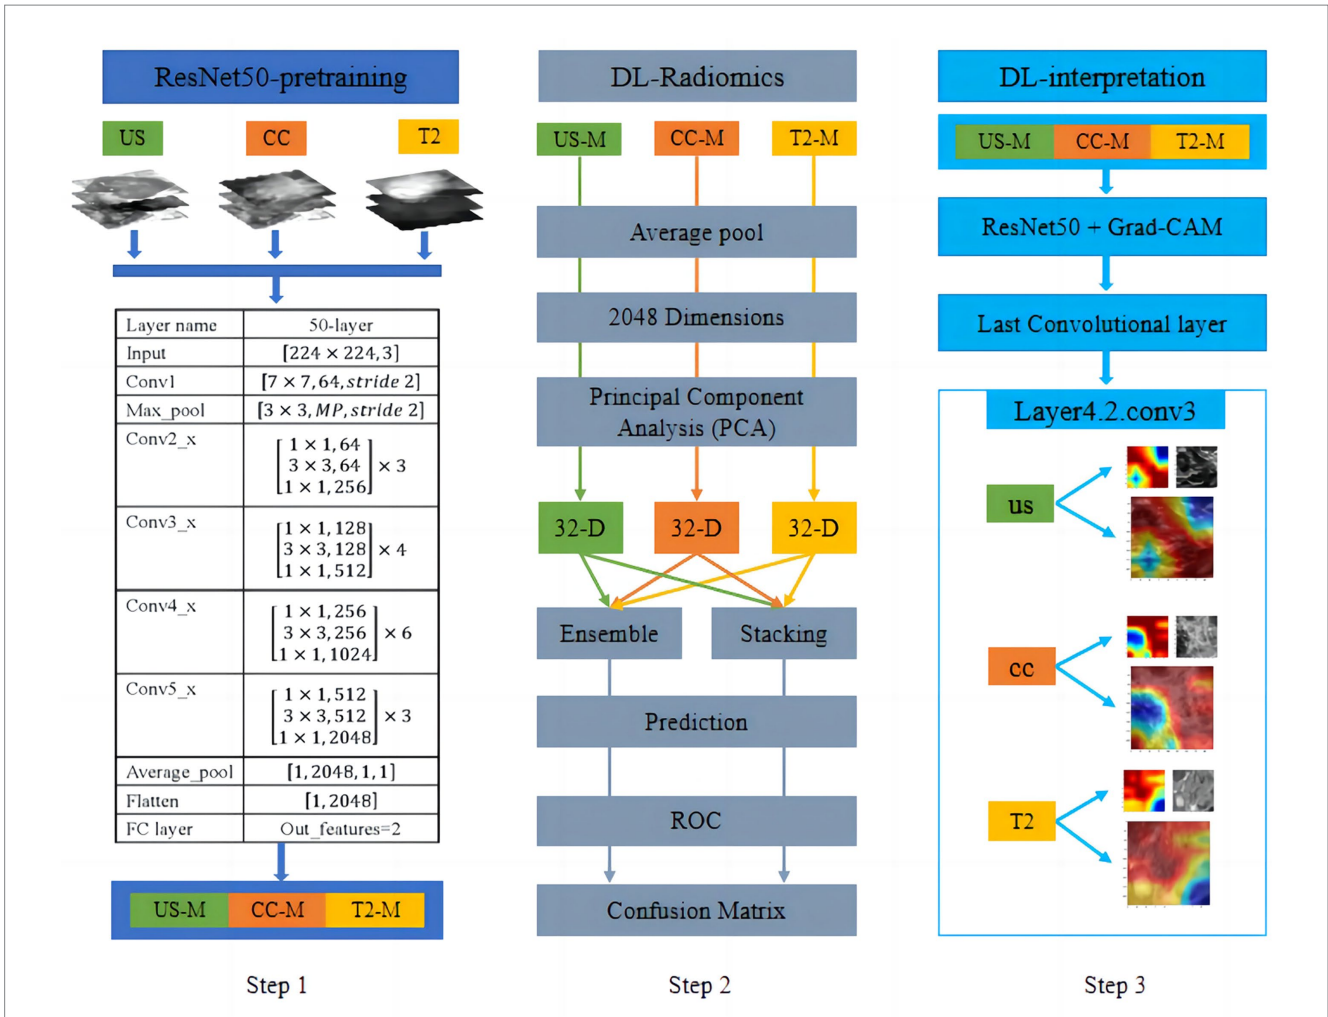 ResNet50-pretraining
US
CC
T2
Layer name
50-layer
Input
[224 × 224, 3]
Conv1
[7 × 7, 64, stride 2]
Max_pool
[3 × 3, MP, stride 2]
Conv2_x
1 × 1, 64
3 × 3, 64
1 × 1, 256
× 3
Conv3_x
1 × 1, 128
3 × 3, 128
1 × 1, 512
× 4
Conv4_x
1 × 1, 256
3 × 3, 256
1 × 1, 1024
× 6
Conv5_x
1 × 1, 512
3 × 3, 512
1 × 1, 2048
× 3
Average_pool
[1, 2048, 1, 1]
Flatten
[1, 2048]
FC layer
Out_features=2
US-M
CC-M
T2-M
Step 1
DL-Radiomics
US-M
CC-M
T2-M
Average pool
2048 Dimensions
Principal Component
Analysis (PCA)
32-D
32-D
32-D
Ensemble
Stacking
Prediction
ROC
Confusion Matrix
Step 2
DL-interpretation
US-M
CC-M
T2-M
ResNet50 + Grad-CAM
Last Convolutional layer
Layer4.2.conv3
us
cc
T2
Step 3